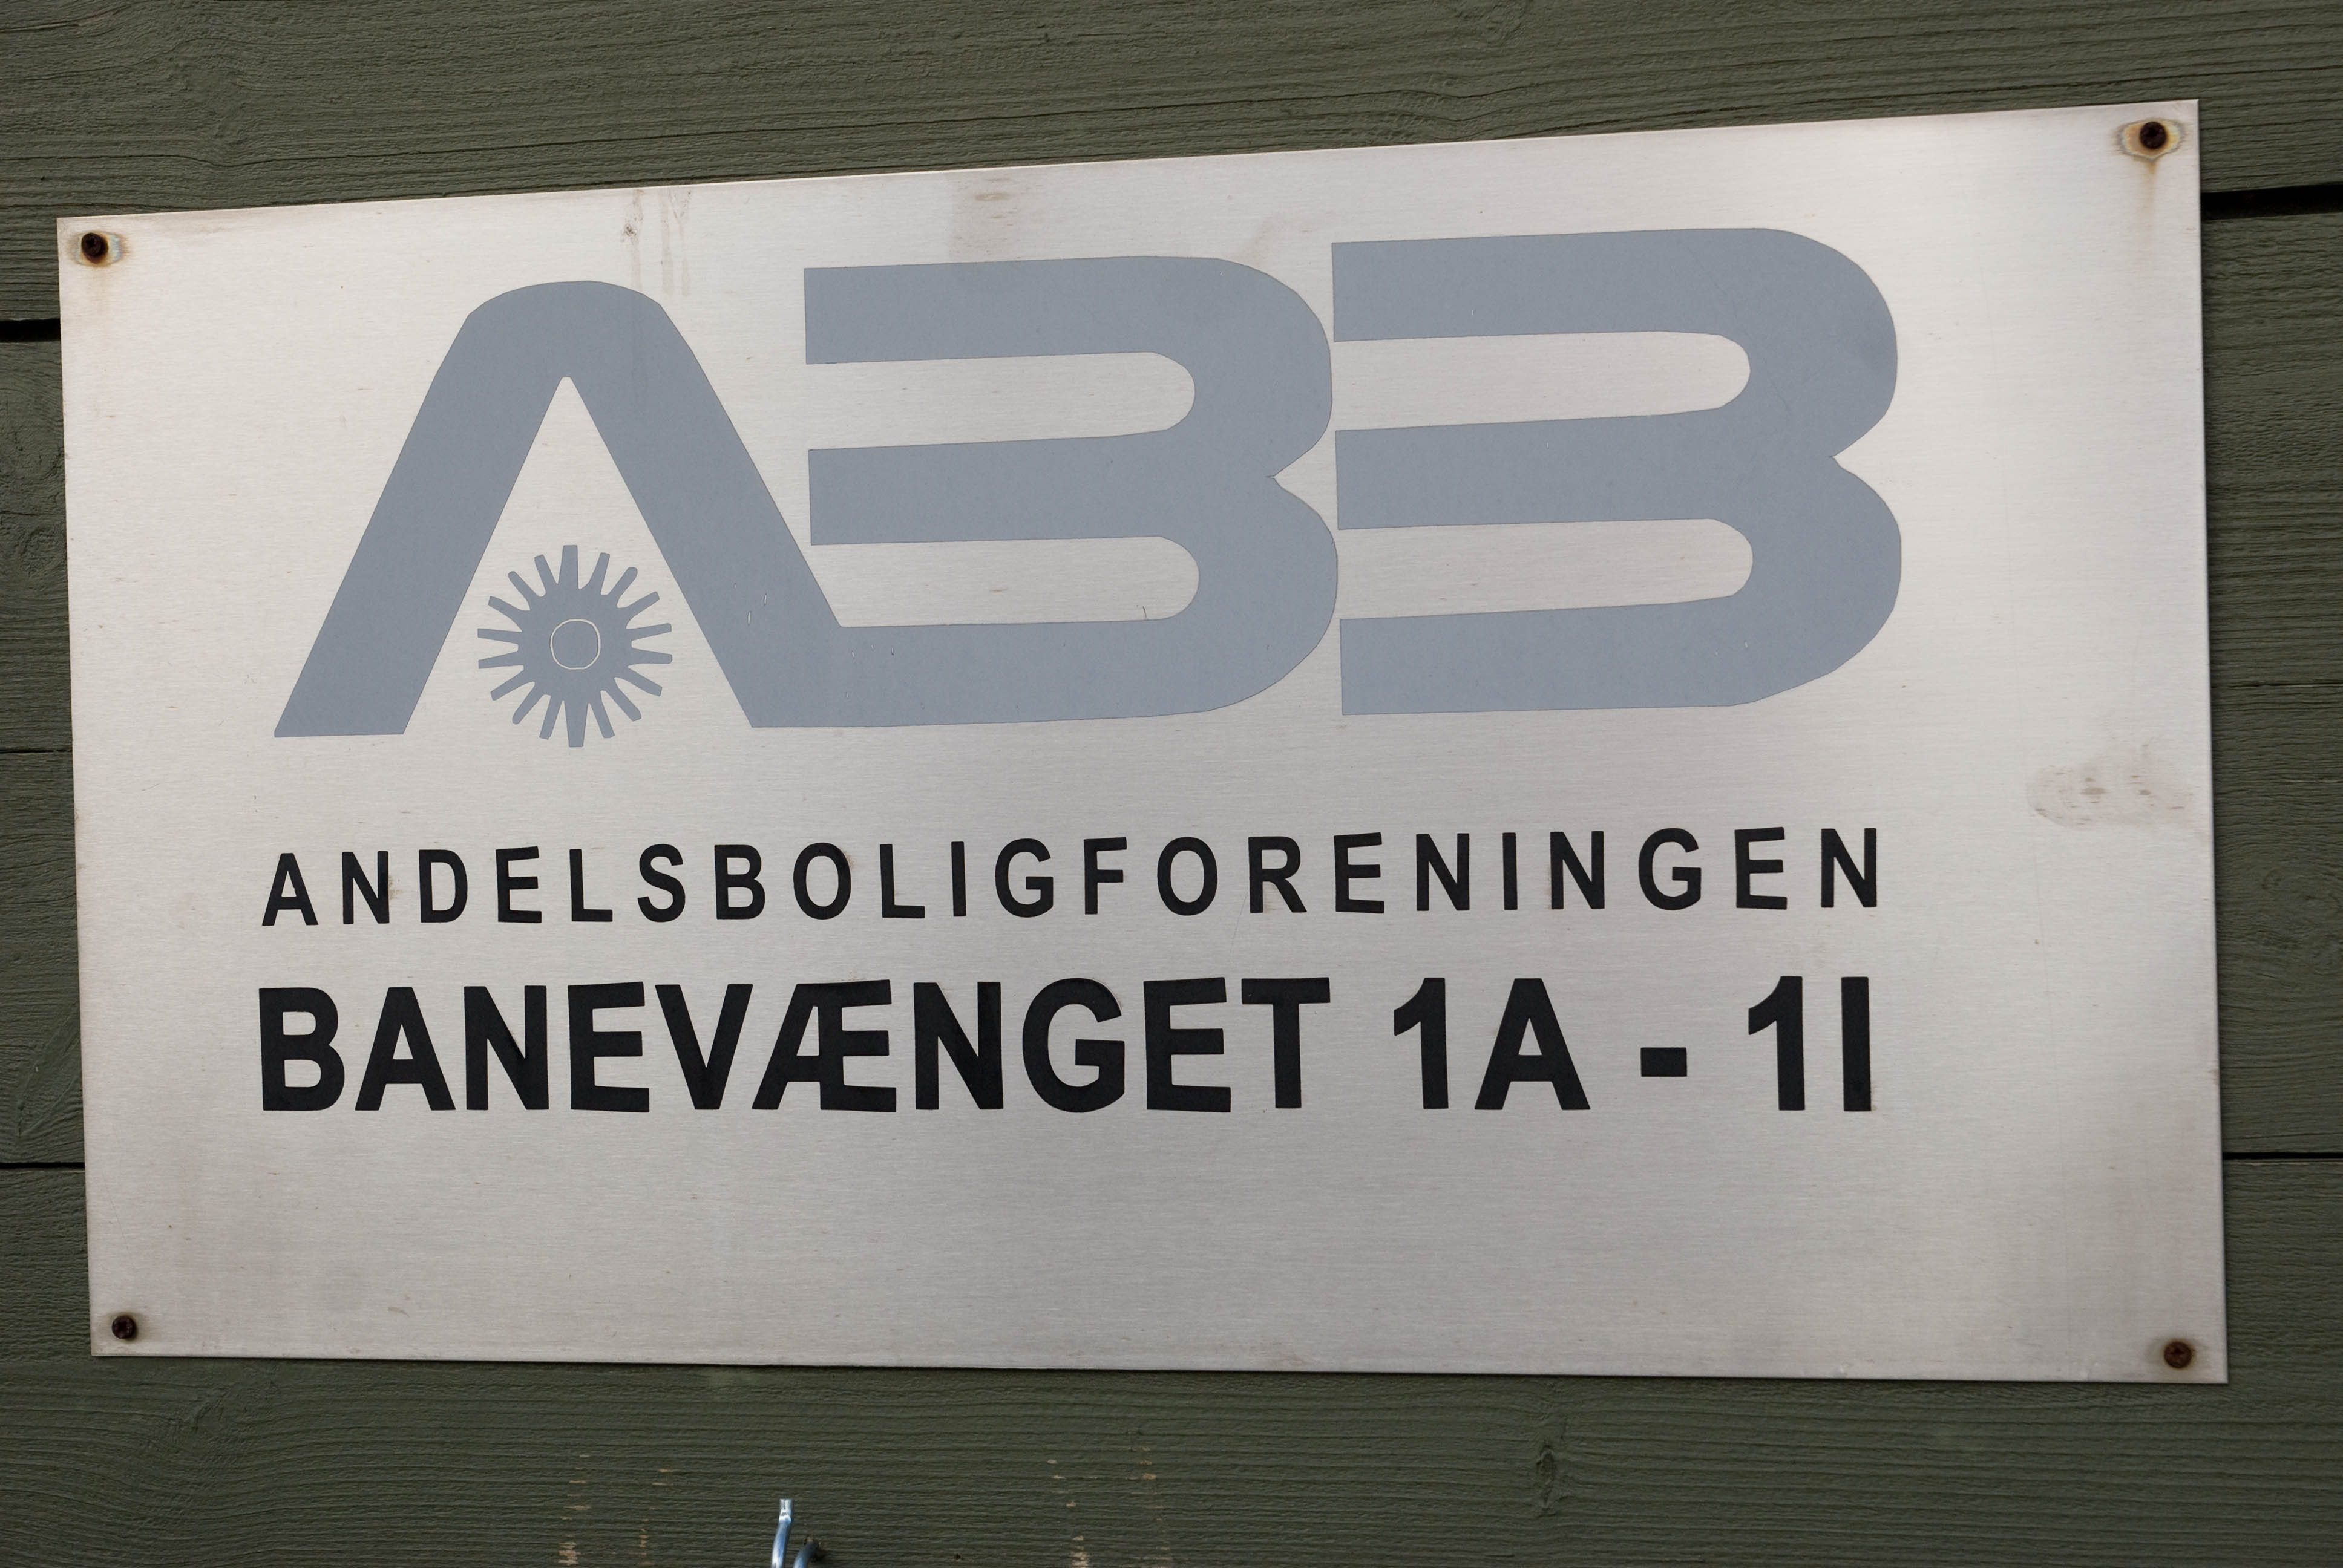 ABB
ANDELSBOLIGFORENINGEN
BANEVÆNGET 1A - 1I